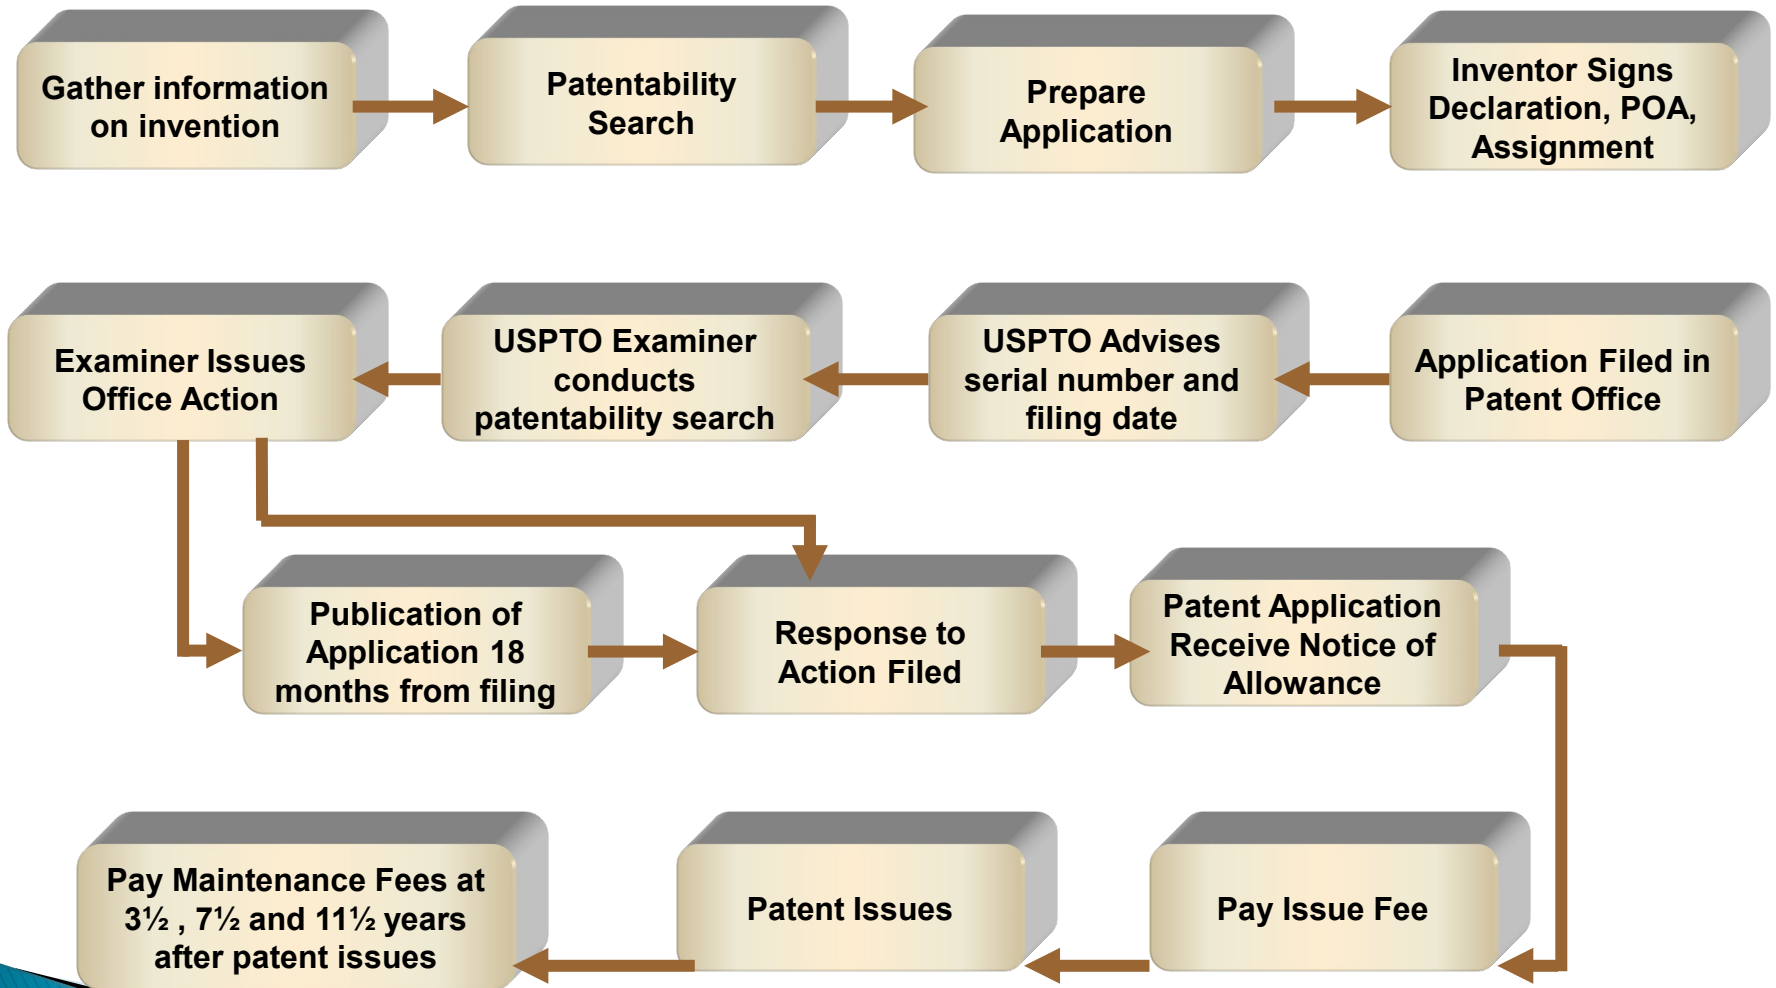 Gather information
on invention
Patentability
Search
Prepare
Application
Inventor Signs
Declaration, POA,
Assignment
Examiner Issues
Office Action
USPTO Examiner
conducts
patentability search
USPTO Advises
serial number and
filing date
Application Filed in
Patent Office
Publication of
Application 18
months from filing
Response to
Action Filed
Patent Application
Receive Notice of
Allowance
Pay Maintenance Fees at
3½ , 7½ and 11½ years
after patent issues
Patent Issues
Pay Issue Fee